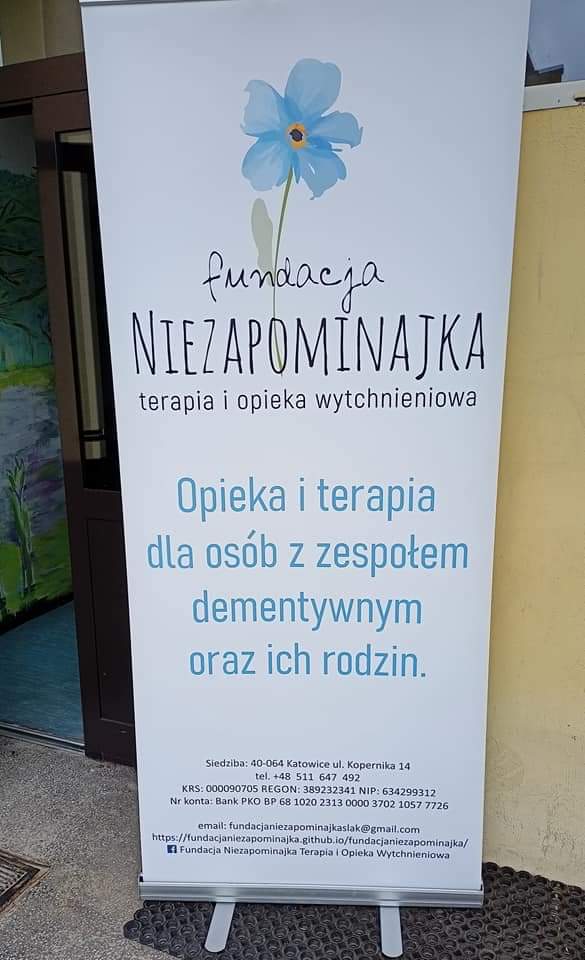 fundacja
NIEZAPOMINAJKA
terapia i opieka wytchnieniowa
Opieka i terapia
dla osób z zespołem
dementywnym
oraz ich rodzin.
Siedziba: 40-064 Katowice ul. Kopernika 14
tel. +48 511 647 492
KRS: 000090705 REGON: 389232341 NIP: 634299312
Nr konta: Bank PKO BP 68 1020 2313 0000 3702 1057 7726
email: fundacjaniezapominajkaslak@gmail.com
https://fundacjaniezapominajka.github.io/fundacjaniezapominajka/
Fundacja Niezapominajka Terapia i Opieka Wytchnieniowa